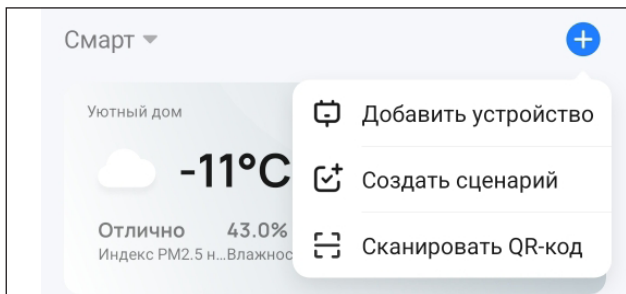 Смарт
Уютный дом
Добавить устройство
-11°C
Создать сценарий
Отлично 43.0%
Индекс PM2.5 н... Влажнос
Сканировать QR-код